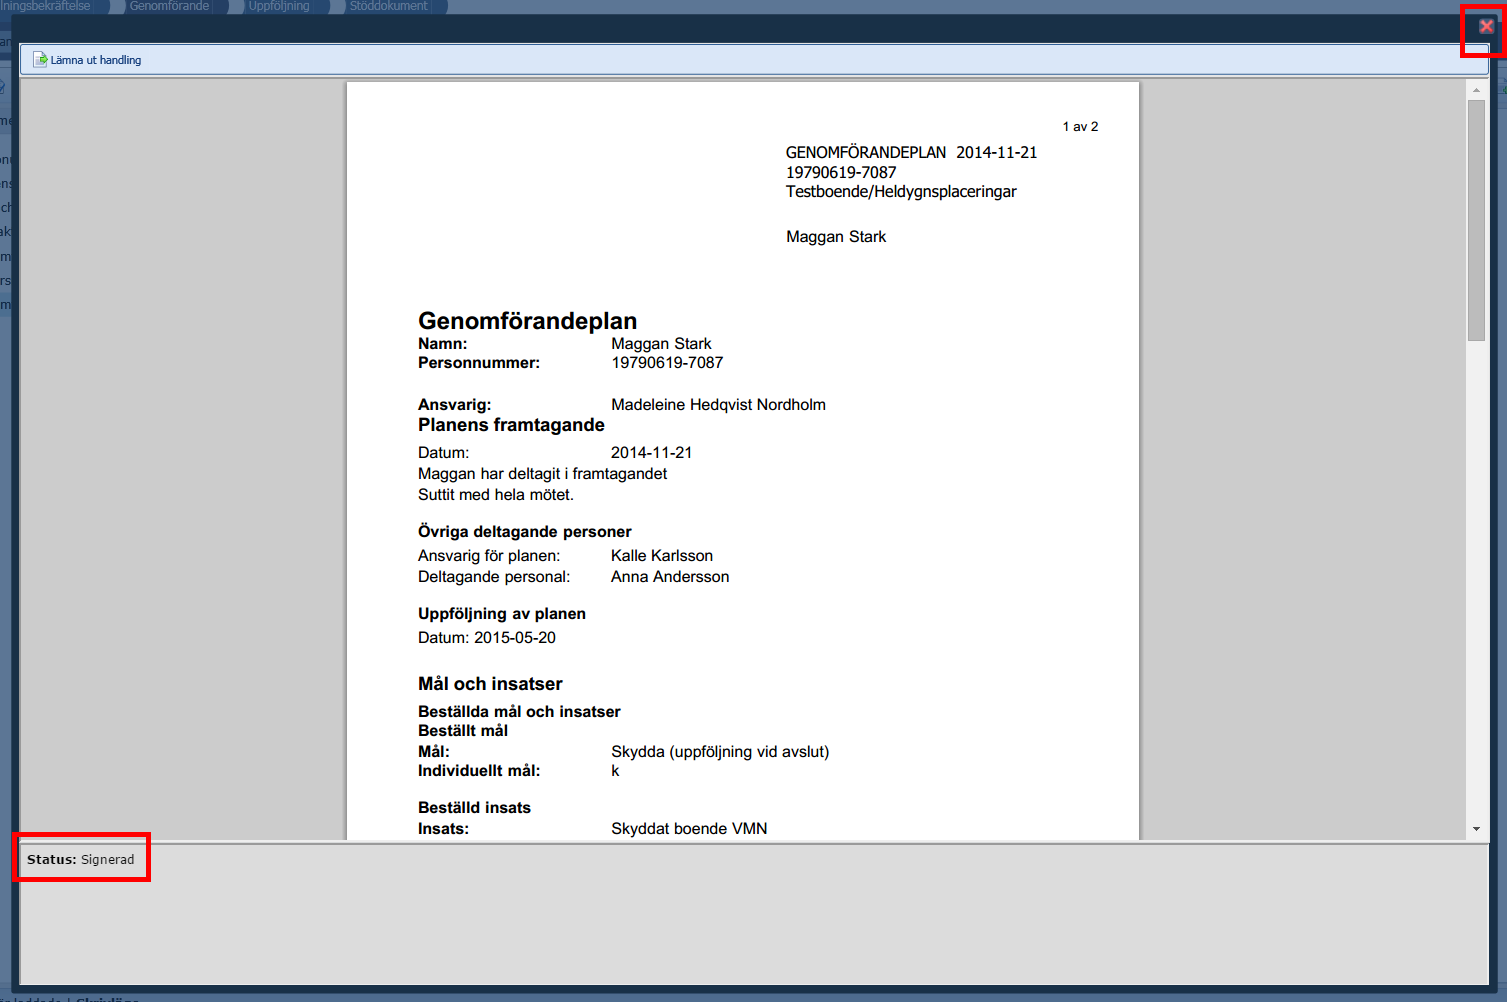 Genomförande
Uppföljning
Stöddokument
Lämna ut handling
1 av 2
GENOMFÖRANDEPLAN 2014-11-21
19790619-7087
Testboende/Heldygnsplaceringar
Maggan Stark
Genomförandeplan
Namn: Maggan Stark
Personnummer: 19790619-7087
Ansvarig: Madeleine Hedqvist Nordholm
Planens framtagande
Datum: 2014-11-21
Maggan har deltagit i framtagandet
Suttit med hela mötet.
Övriga deltagande personer
Ansvarig för planen: Kalle Karlsson
Deltagande personal: Anna Andersson
Uppföljning av planen
Datum: 2015-05-20
Mål och insatser
Beställda mål och insatser
Beställt mål
Mål: Skydda (uppföljning vid avslut)
Individuellt mål: k
Beställd insats
Insats: Skyddat boende VMN
Status: Signerad